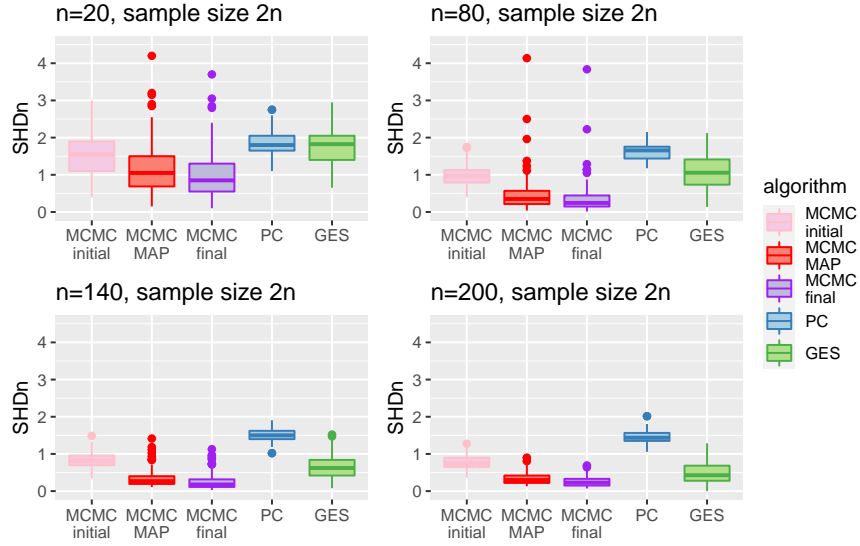 n=20, sample size 2n
SHDn
4
3
2
1
0
MCMC initial
MCMC MAP
MCMC final
PC
GES
n=80, sample size 2n
SHDn
4
3
2
1
0
MCMC initial
MCMC MAP
MCMC final
PC
GES
n=140, sample size 2n
SHDn
4
3
2
1
0
MCMC initial
MCMC MAP
MCMC final
PC
GES
n=200, sample size 2n
SHDn
4
3
2
1
0
MCMC initial
MCMC MAP
MCMC final
PC
GES
algorithm
MCMC
initial
MCMC
MAP
MCMC
final
PC
GES